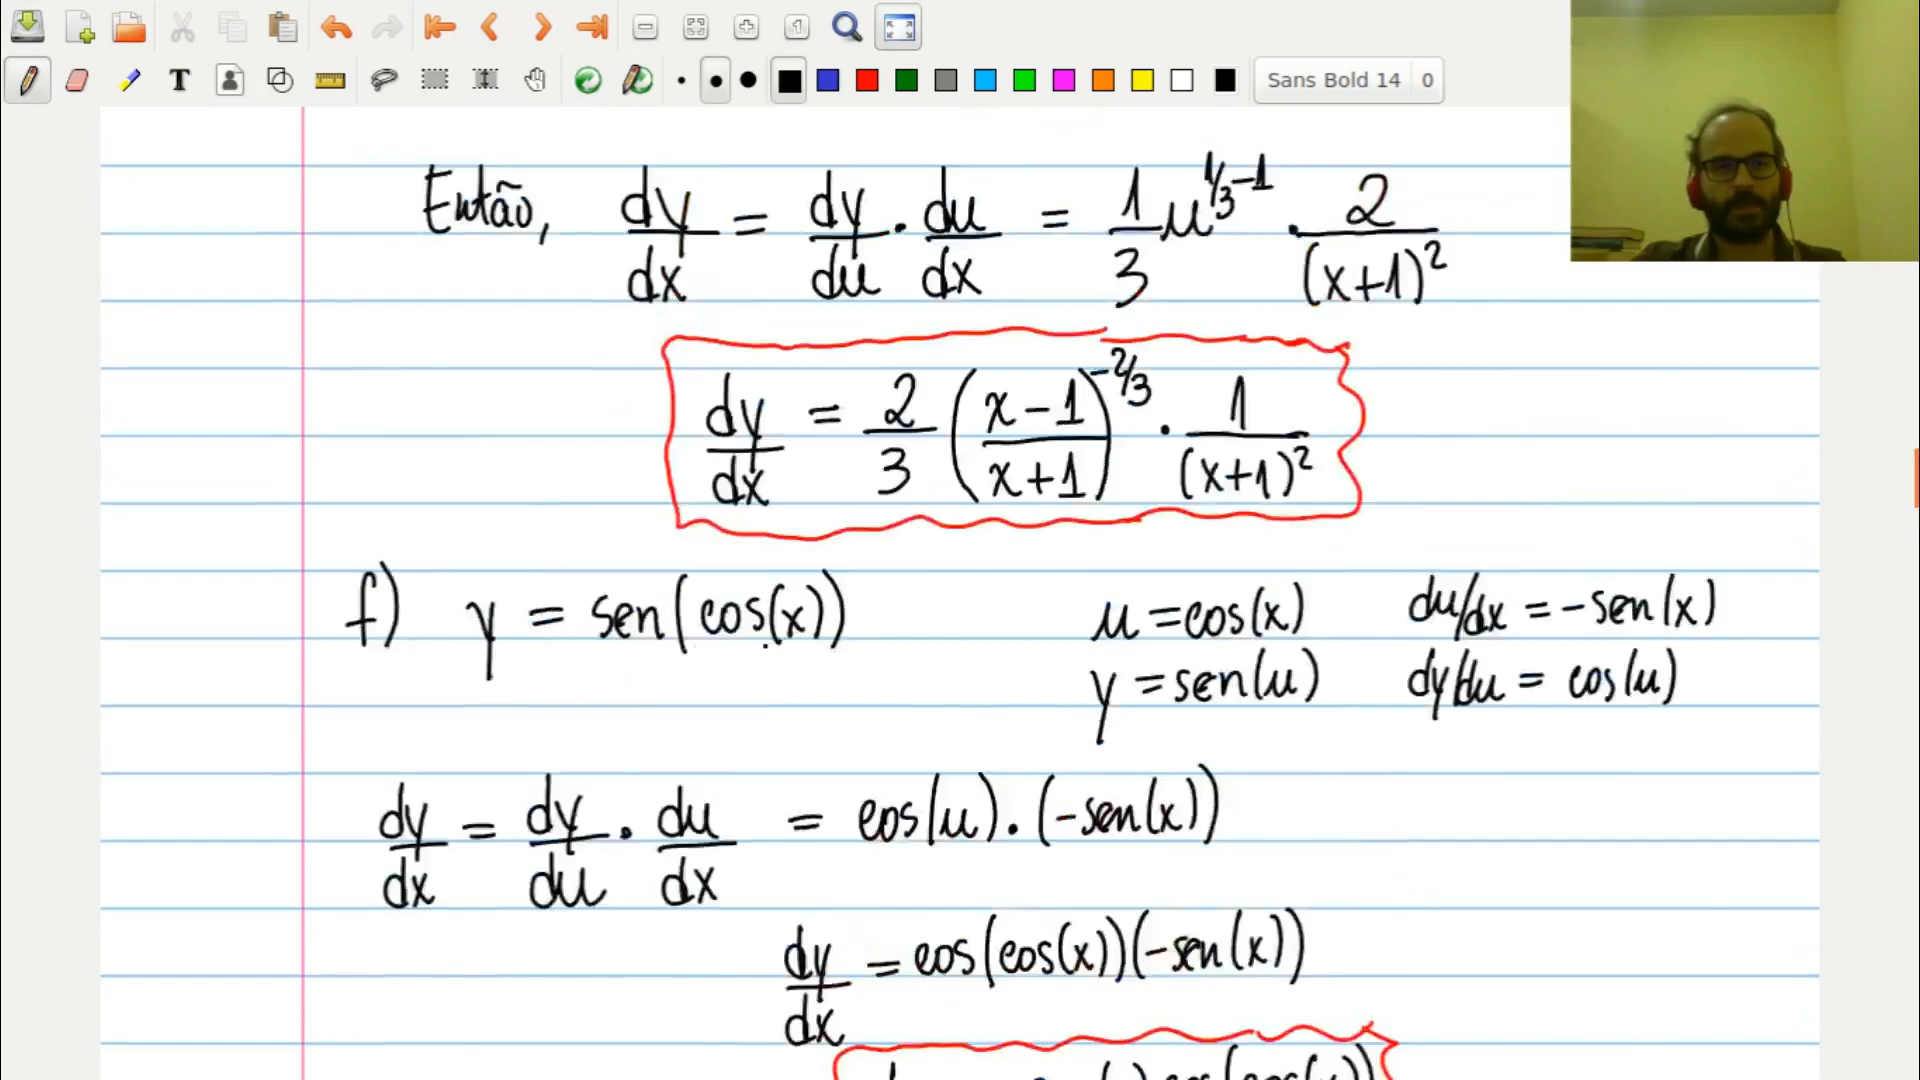 Sans Bold 14 0
Então, dy/dx = dy/du · du/dx = 1/3 u^(1/3-1) · 2/(x+1)²
dy/dx = 2/3 ((x-1)/(x+1))^(-2/3) · 1/(x+1)²
f) y = sen(cos(x)) u = cos(x) du/dx = -sen(x)
y = sen(u) dy/du = cos(u)
dy/dx = dy/du · du/dx = cos(u) · (-sen(x))
dy/dx = cos(cos(x))(-sen(x))
cos(cos(x))